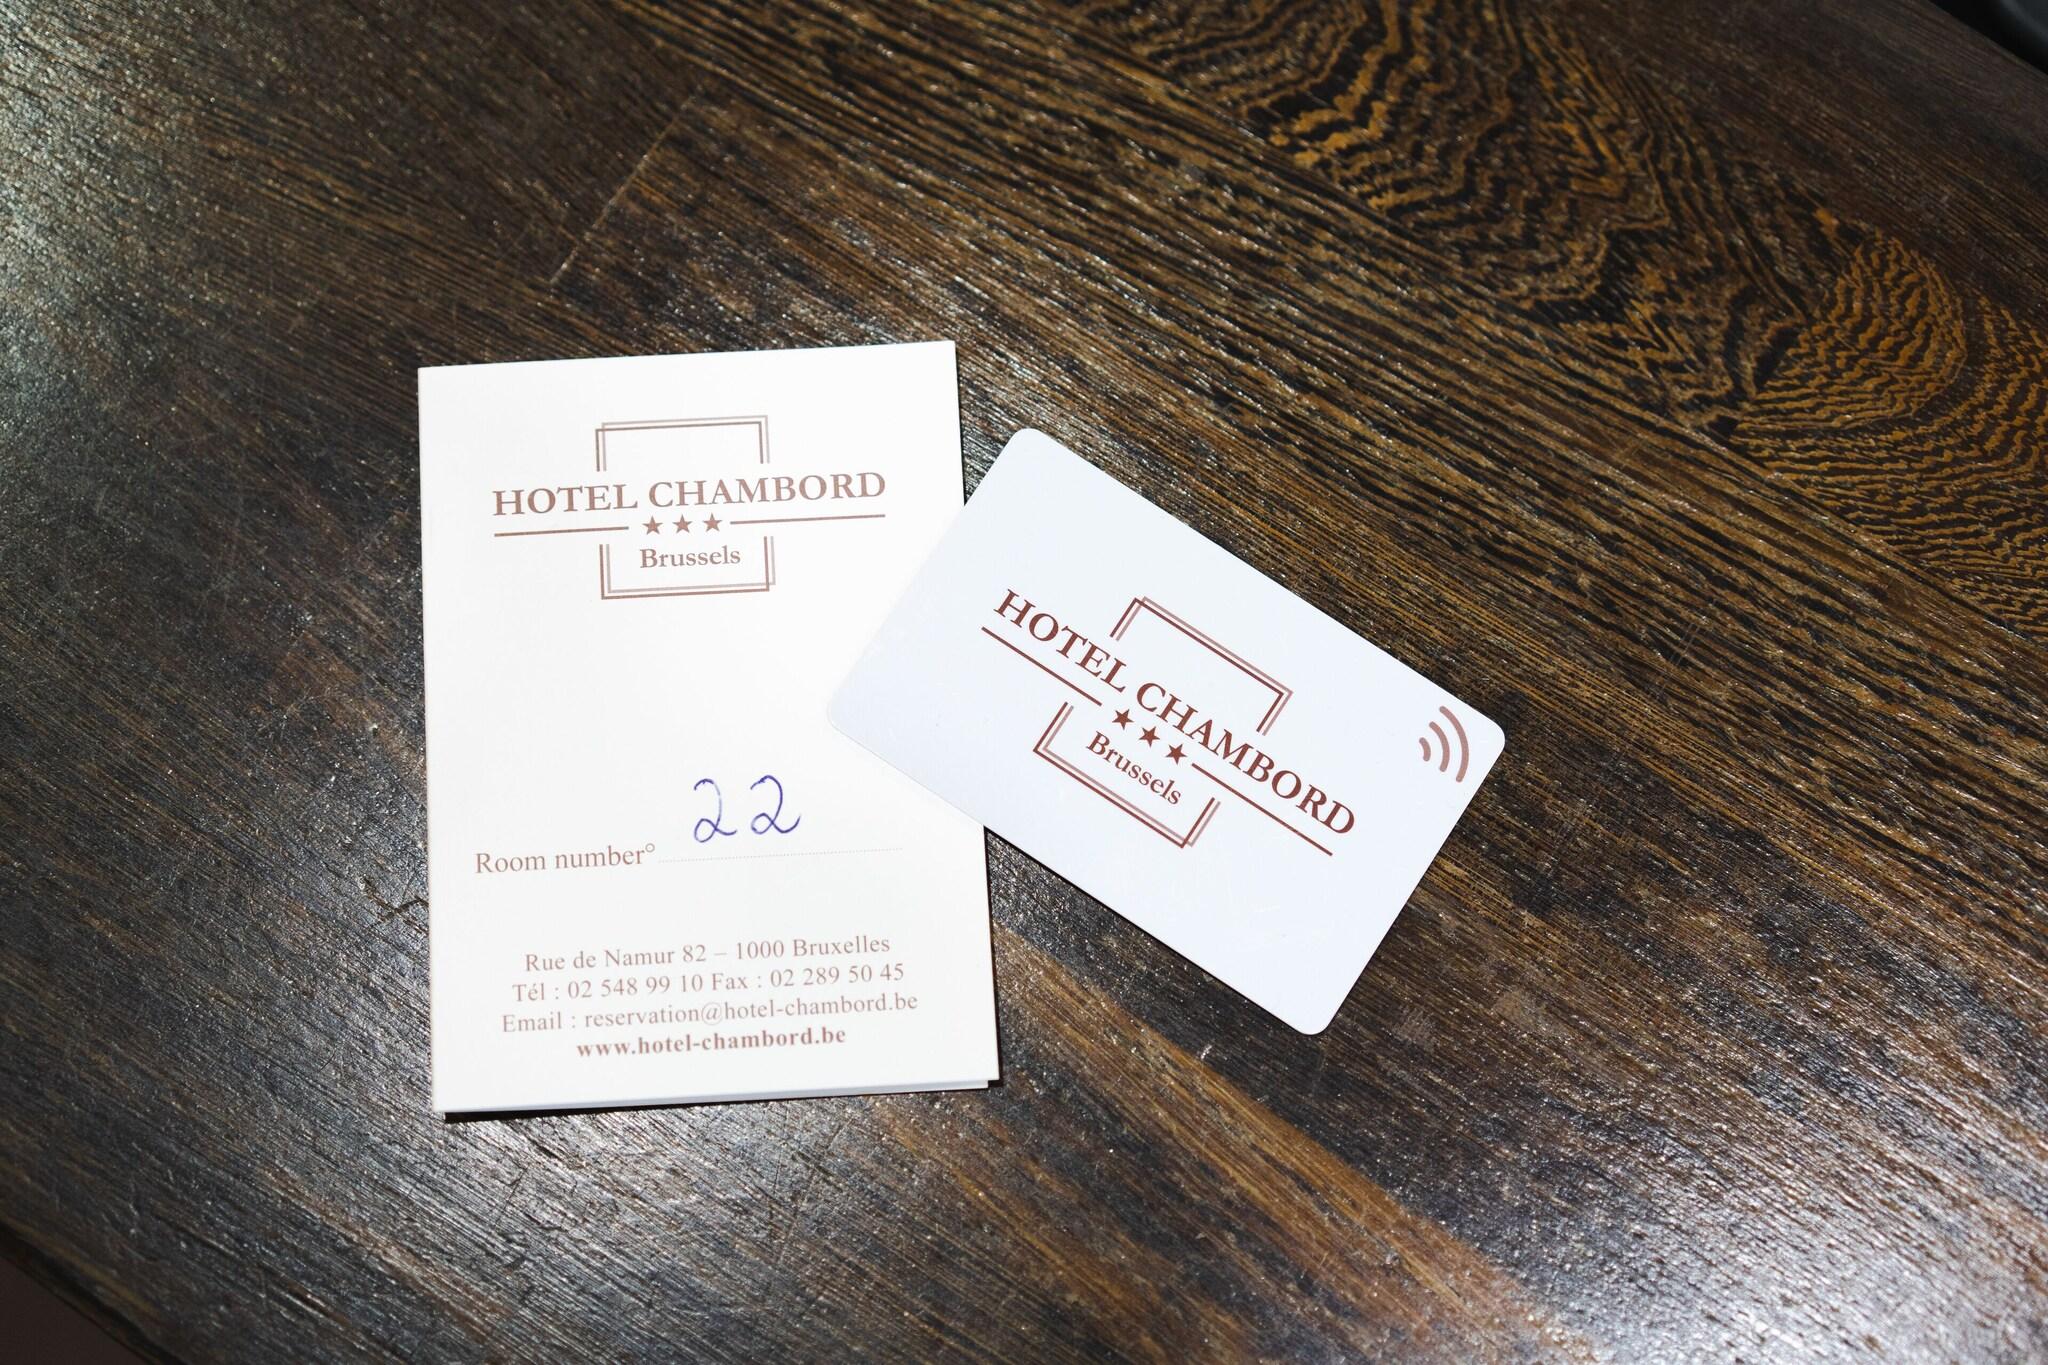 HOTEL CHAMBORD
★★★
Brussels
22
Room number°
Rue de Namur 82 – 1000 Bruxelles
Tél : 02 548 99 10 Fax : 02 289 50 45
Email : reservation@hotel-chambord.be
www.hotel-chambord.be
HOTEL CHAMBORD
★★★
Brussels